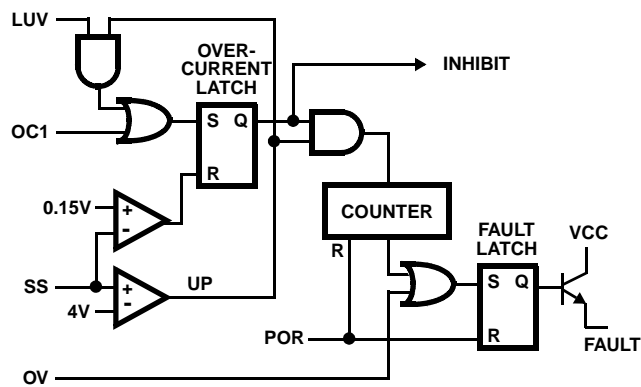 LUV
OVER-
CURRENT
LATCH
INHIBIT
OC1
S Q
R
0.15V
+
-
COUNTER
R
FAULT
LATCH
VCC
SS
+
-
4V
UP
S Q
R
POR
FAULT
OV